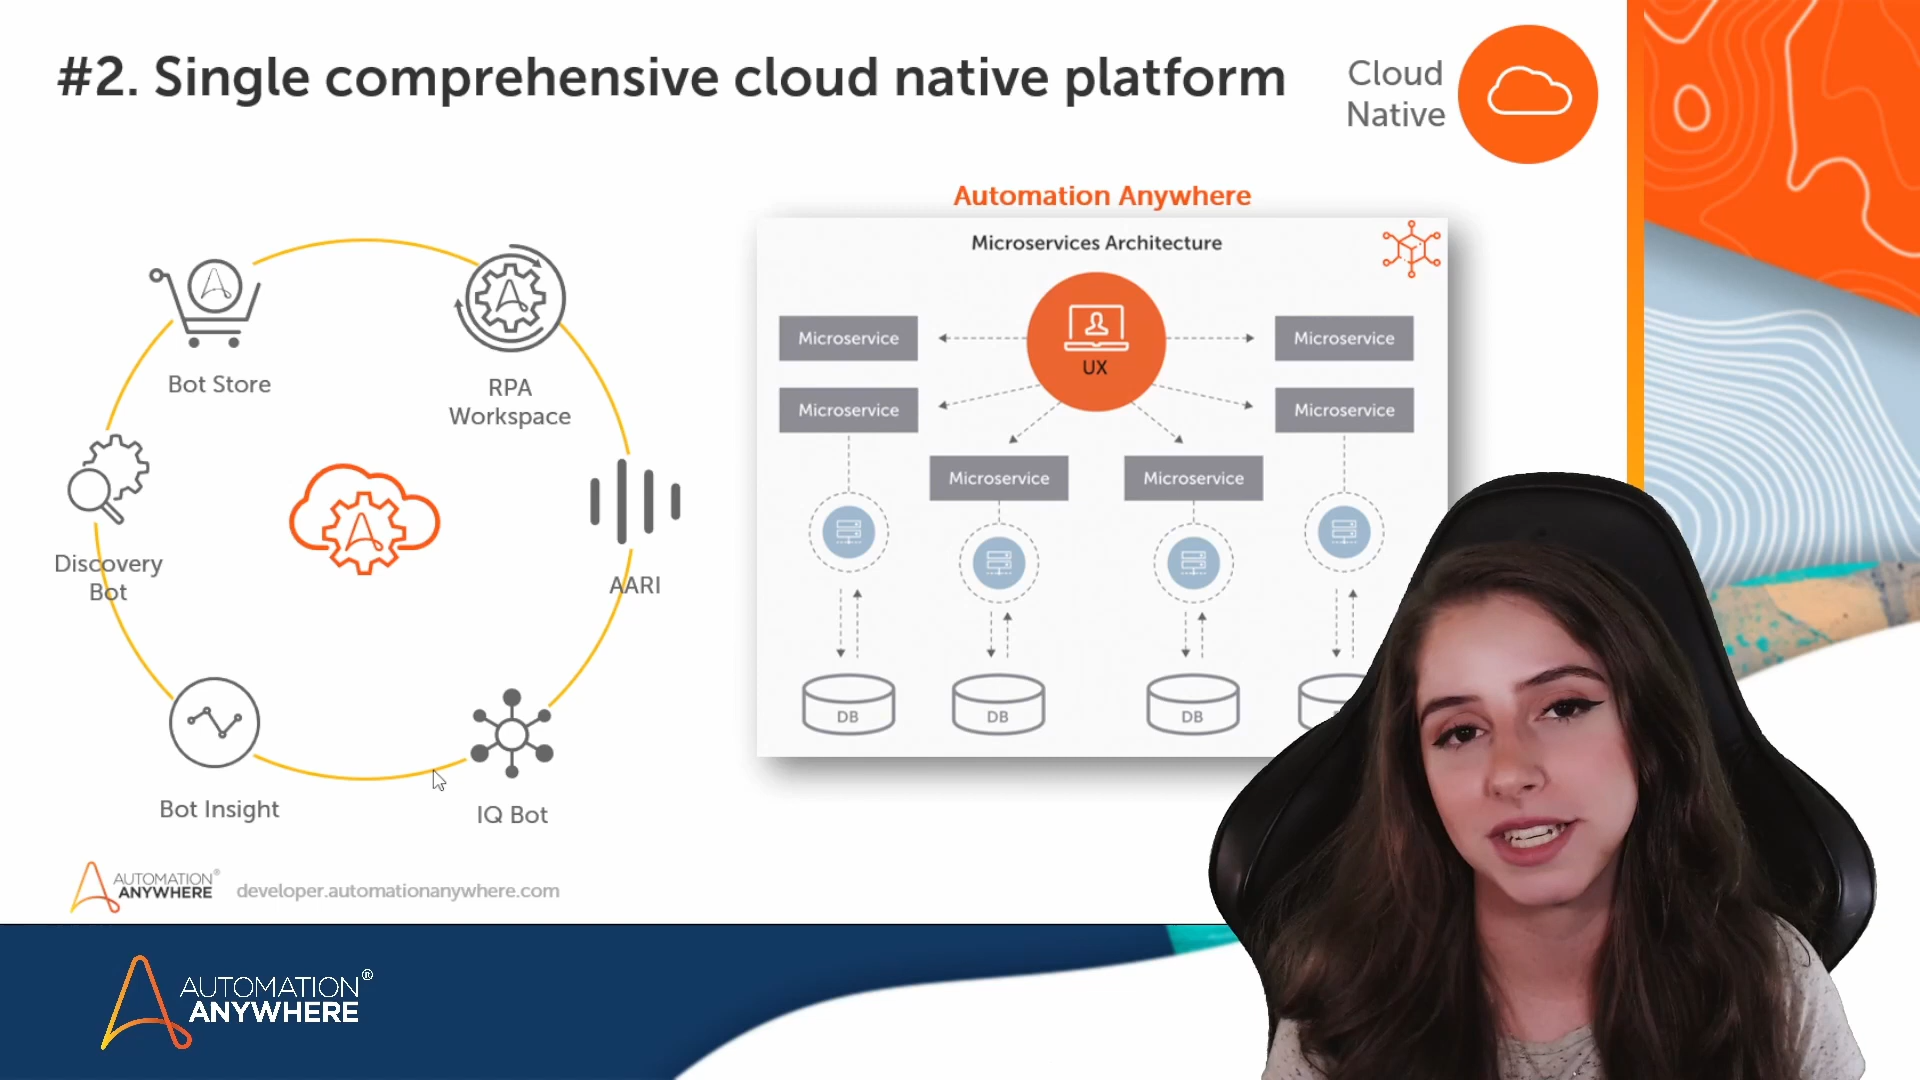 #2. Single comprehensive cloud native platform
Cloud
Native
Automation Anywhere
Microservices Architecture
UX
Microservice
Microservice
Microservice
Microservice
Microservice
Microservice
DB
DB
DB
Bot Store
RPA
Workspace
Discovery
Bot
AARI
Bot Insight
IQ Bot
AUTOMATION®
ANYWHERE
developer.automationanywhere.com
AUTOMATION®
ANYWHERE